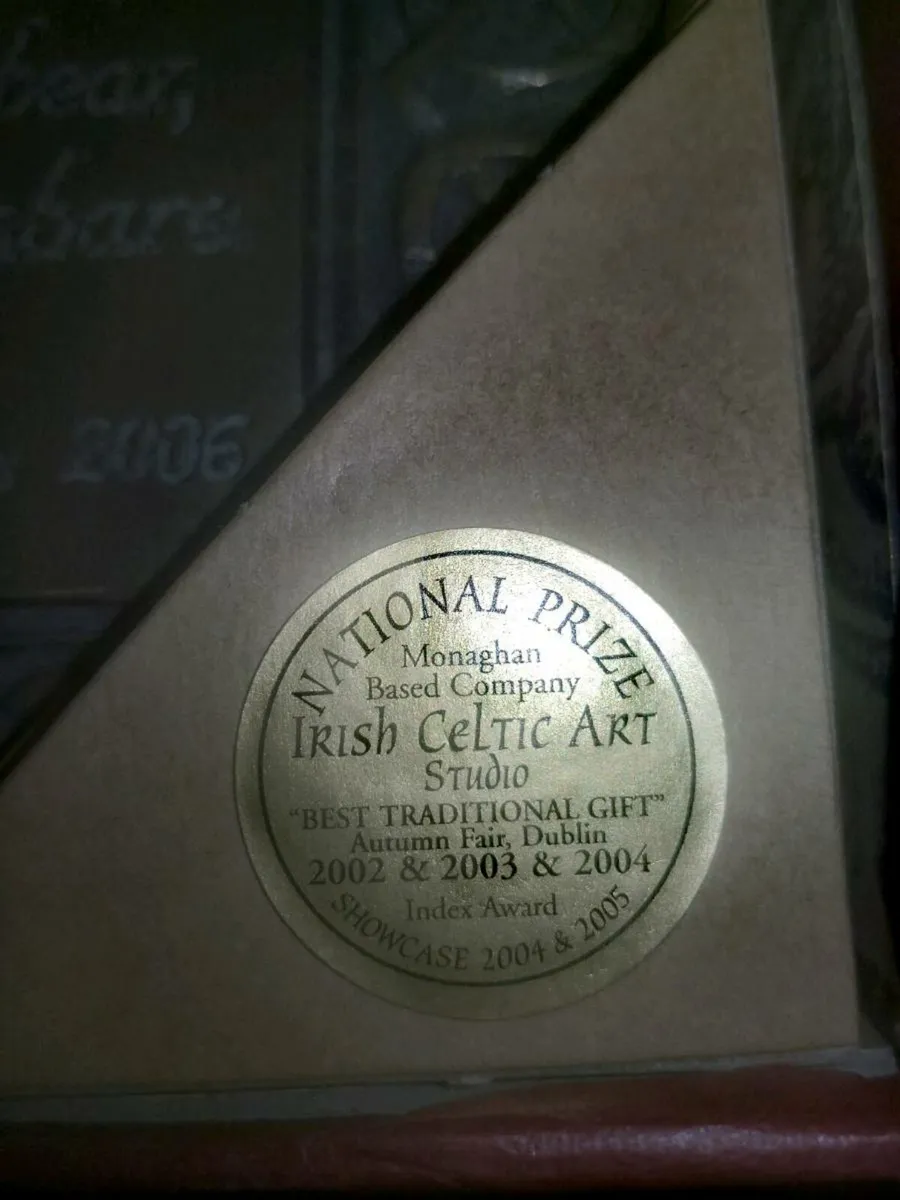 bear,
2006
NATIONAL PRIZE
Monaghan
Based Company
Irish Celtic Art
Studio
"BEST TRADITIONAL GIFT"
Autumn Fair, Dublin
2002 & 2003 & 2004
Index Award
SHOWCASE 2004 & 2005